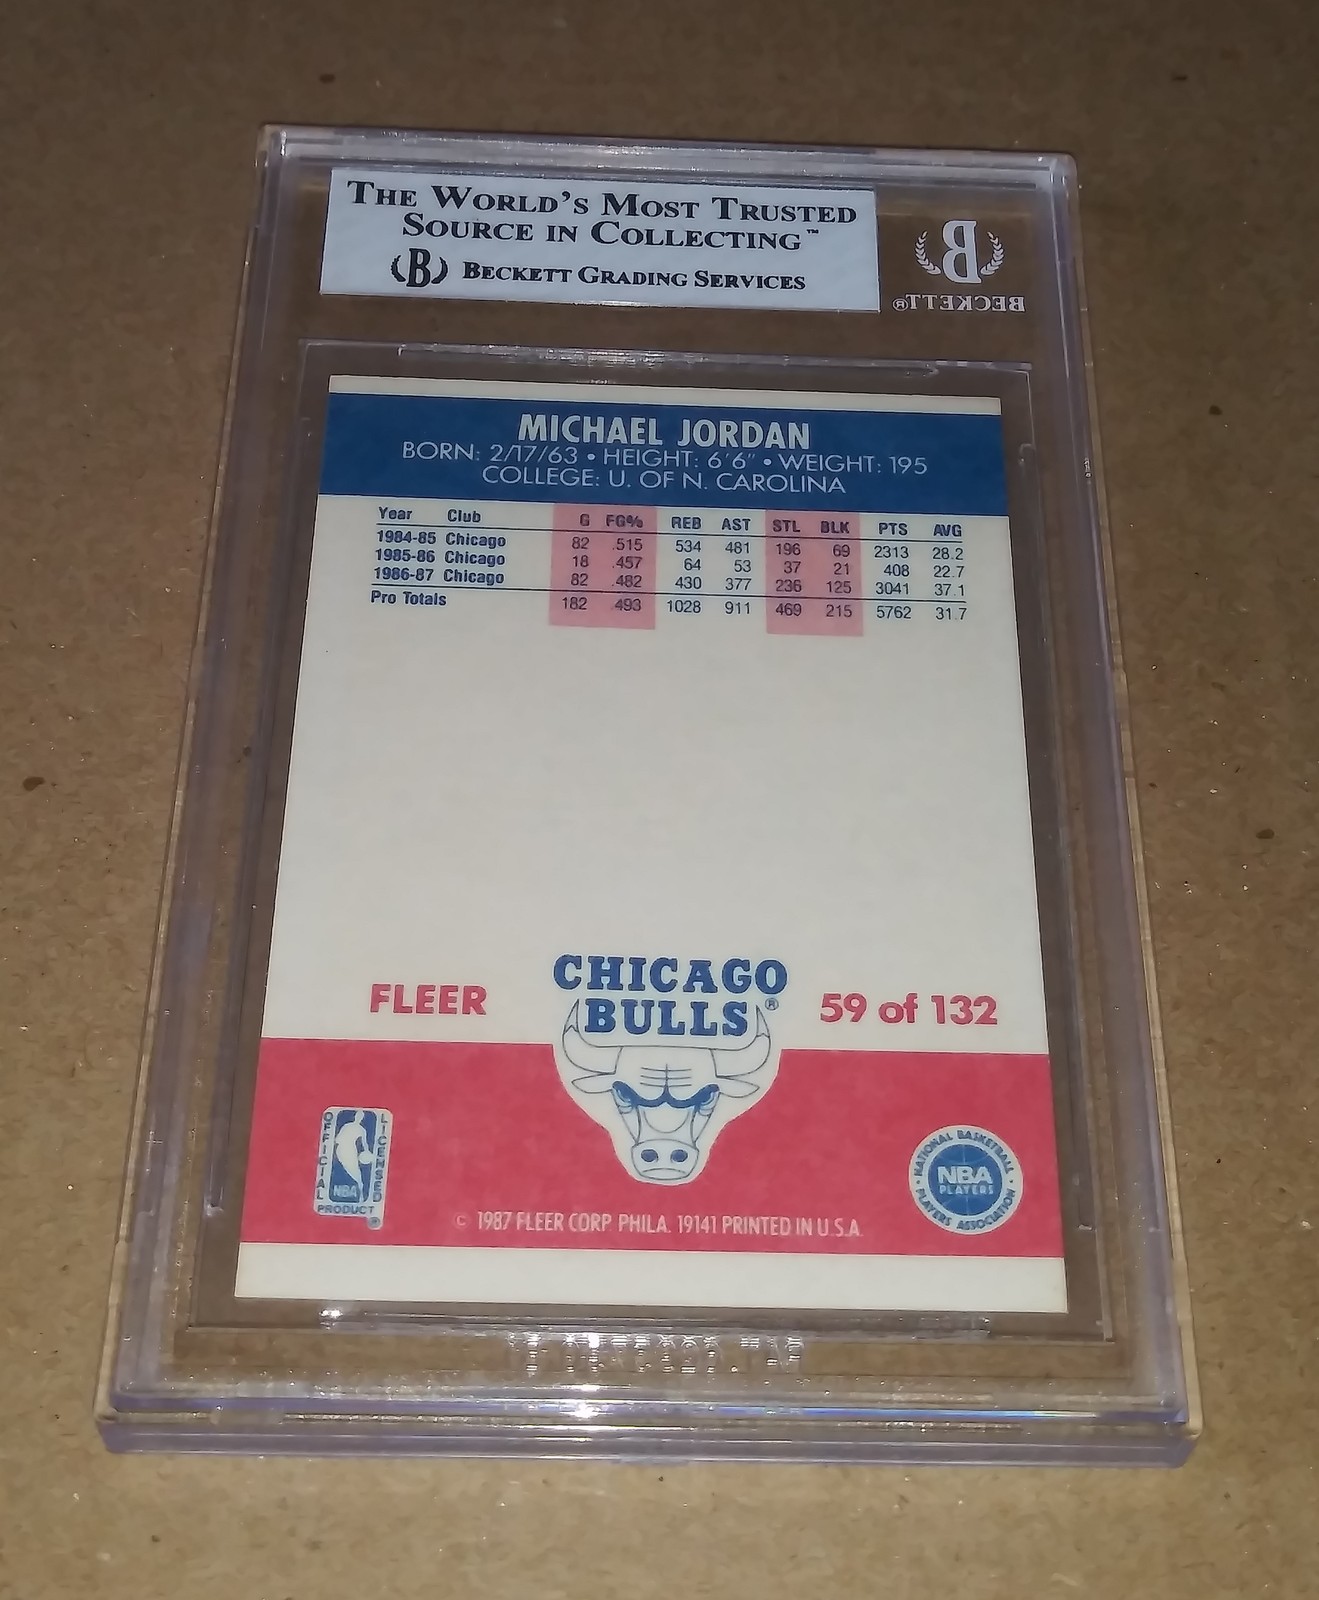 THE WORLD'S MOST TRUSTED
SOURCE IN COLLECTING™
B BECKETT GRADING SERVICES
B
BECKETT®
MICHAEL JORDAN
BORN: 2/17/63 • HEIGHT: 6'6" • WEIGHT: 195
COLLEGE: U. OF N. CAROLINA
Year Club G FG% REB AST STL BLK PTS AVG
1984-85 Chicago 82 .515 534 481 196 69 2313 28.2
1985-86 Chicago 18 .457 64 53 37 21 408 22.7
1986-87 Chicago 82 .482 430 377 236 125 3041 37.1
Pro Totals 182 .493 1028 911 469 215 5762 31.7
CHICAGO
BULLS®
FLEER
59 of 132
OFFICIAL
LICENSED
NBA
PRODUCT
®
NATIONAL BASKETBALL
NBA
PLAYERS
PLAYERS ASSOCIATION
© 1987 FLEER CORP. PHILA. 19141 PRINTED IN U.S.A.